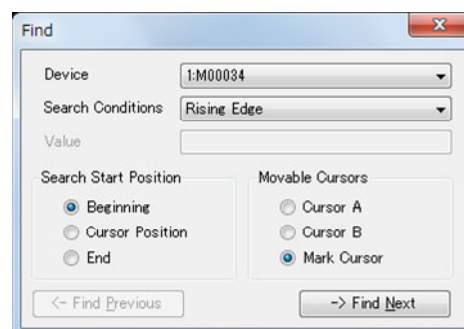 Find
Device 1:M00034
Search Conditions Rising Edge
Value
Search Start Position
Beginning
Cursor Position
End
Movable Cursors
Cursor A
Cursor B
Mark Cursor
<- Find Previous
-> Find Next